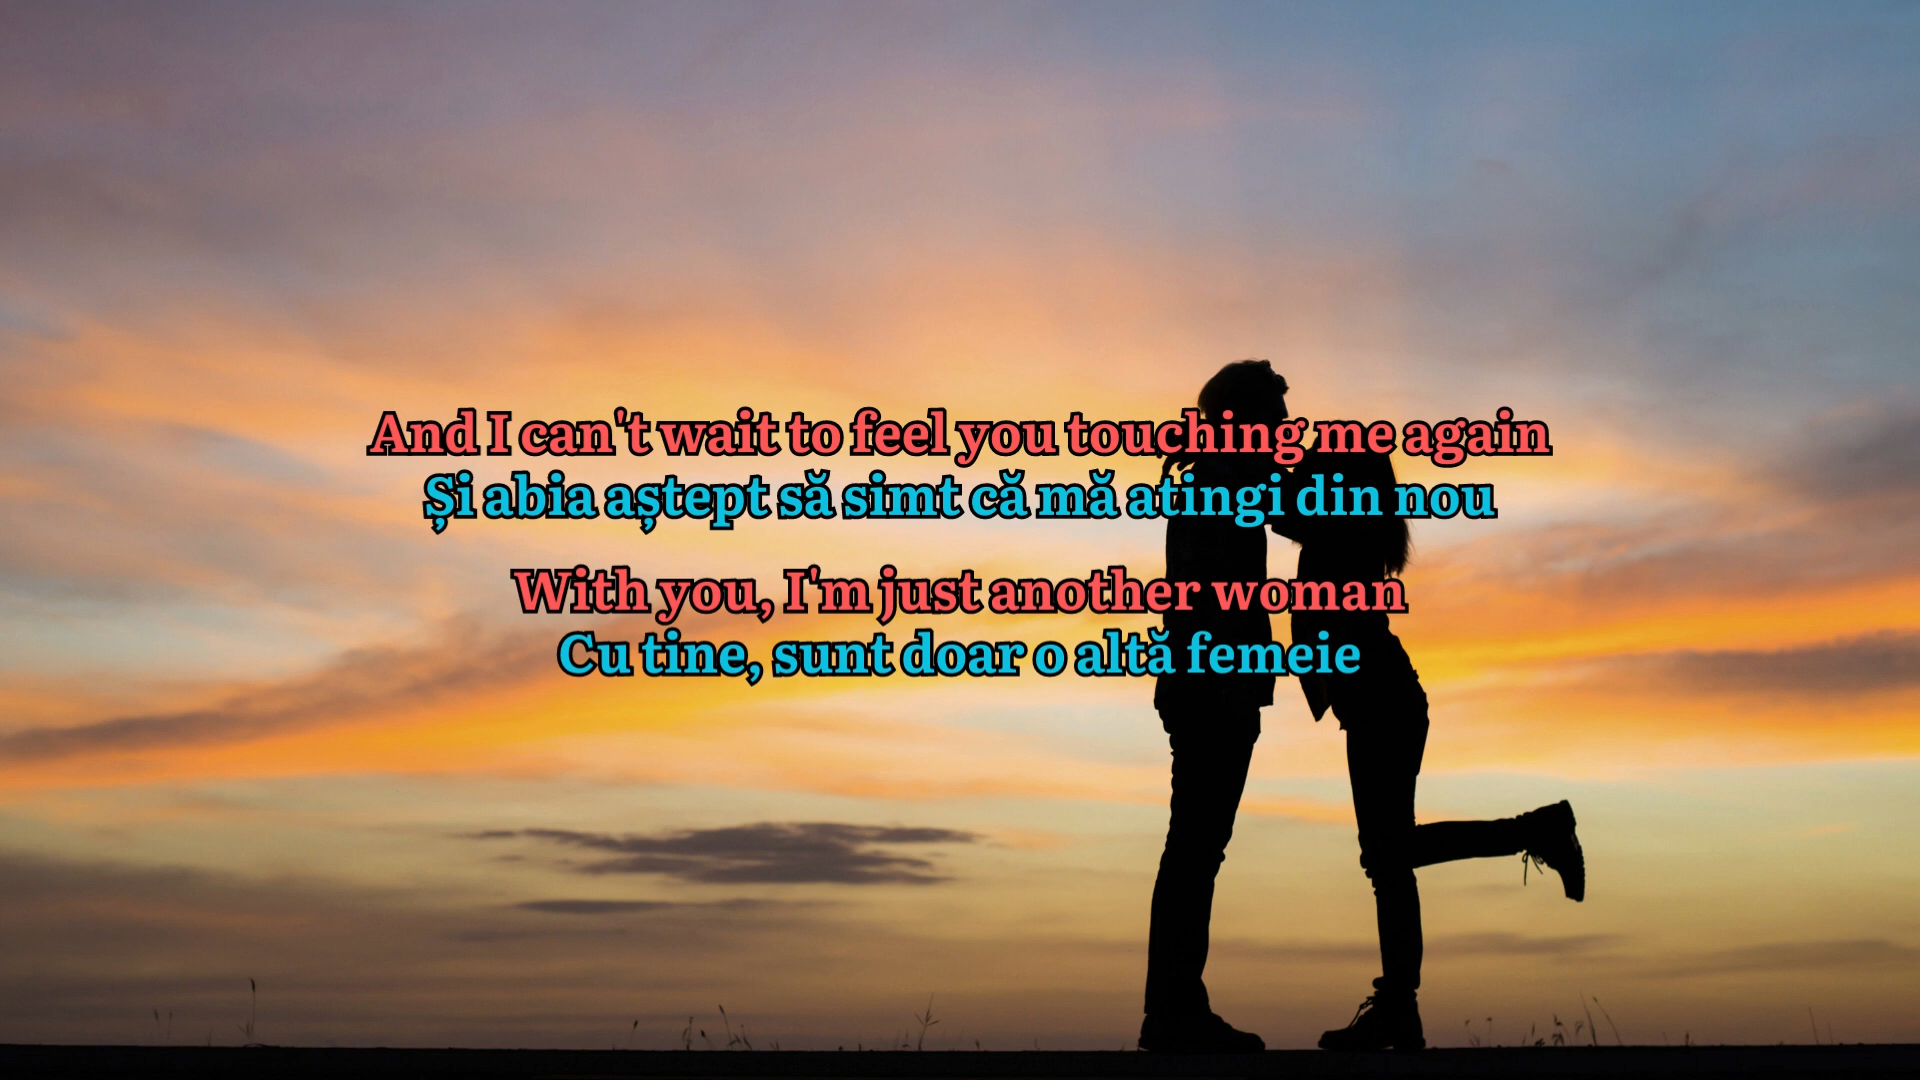 And I can't wait to feel you touching me again
Și abia aștept să simt că mă atingi din nou
With you, I'm just another woman
Cu tine, sunt doar o altă femeie